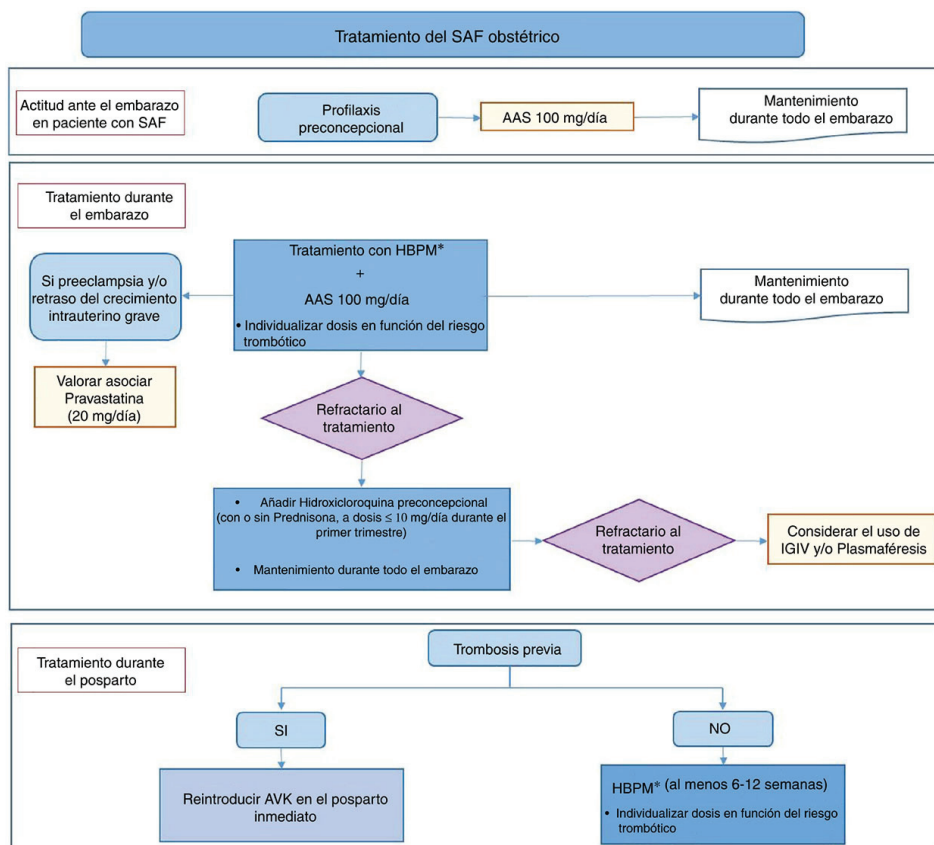 Tratamiento del SAF obstétrico
Actitud ante el embarazo
en paciente con SAF
Profilaxis
preconcepcional
AAS 100 mg/día
Mantenimiento
durante todo el embarazo
Tratamiento durante
el embarazo
Si preeclampsia y/o
retraso del crecimiento
intrauterino grave
Tratamiento con HBPM*
+
AAS 100 mg/día
• Individualizar dosis en función del riesgo
trombótico
Mantenimiento
durante todo el embarazo
Valorar asociar
Pravastatina
(20 mg/día)
Refractario al
tratamiento
• Añadir Hidroxicloroquina preconcepcional
(con o sin Prednisona, a dosis ≤ 10 mg/día durante el
primer trimestre)
• Mantenimiento durante todo el embarazo
Refractario al
tratamiento
Considerar el uso de
IGIV y/o Plasmaféresis
Tratamiento durante
el posparto
Trombosis previa
SI
NO
Reintroducir AVK en el posparto
inmediato
HBPM* (al menos 6-12 semanas)
• Individualizar dosis en función del riesgo
trombótico